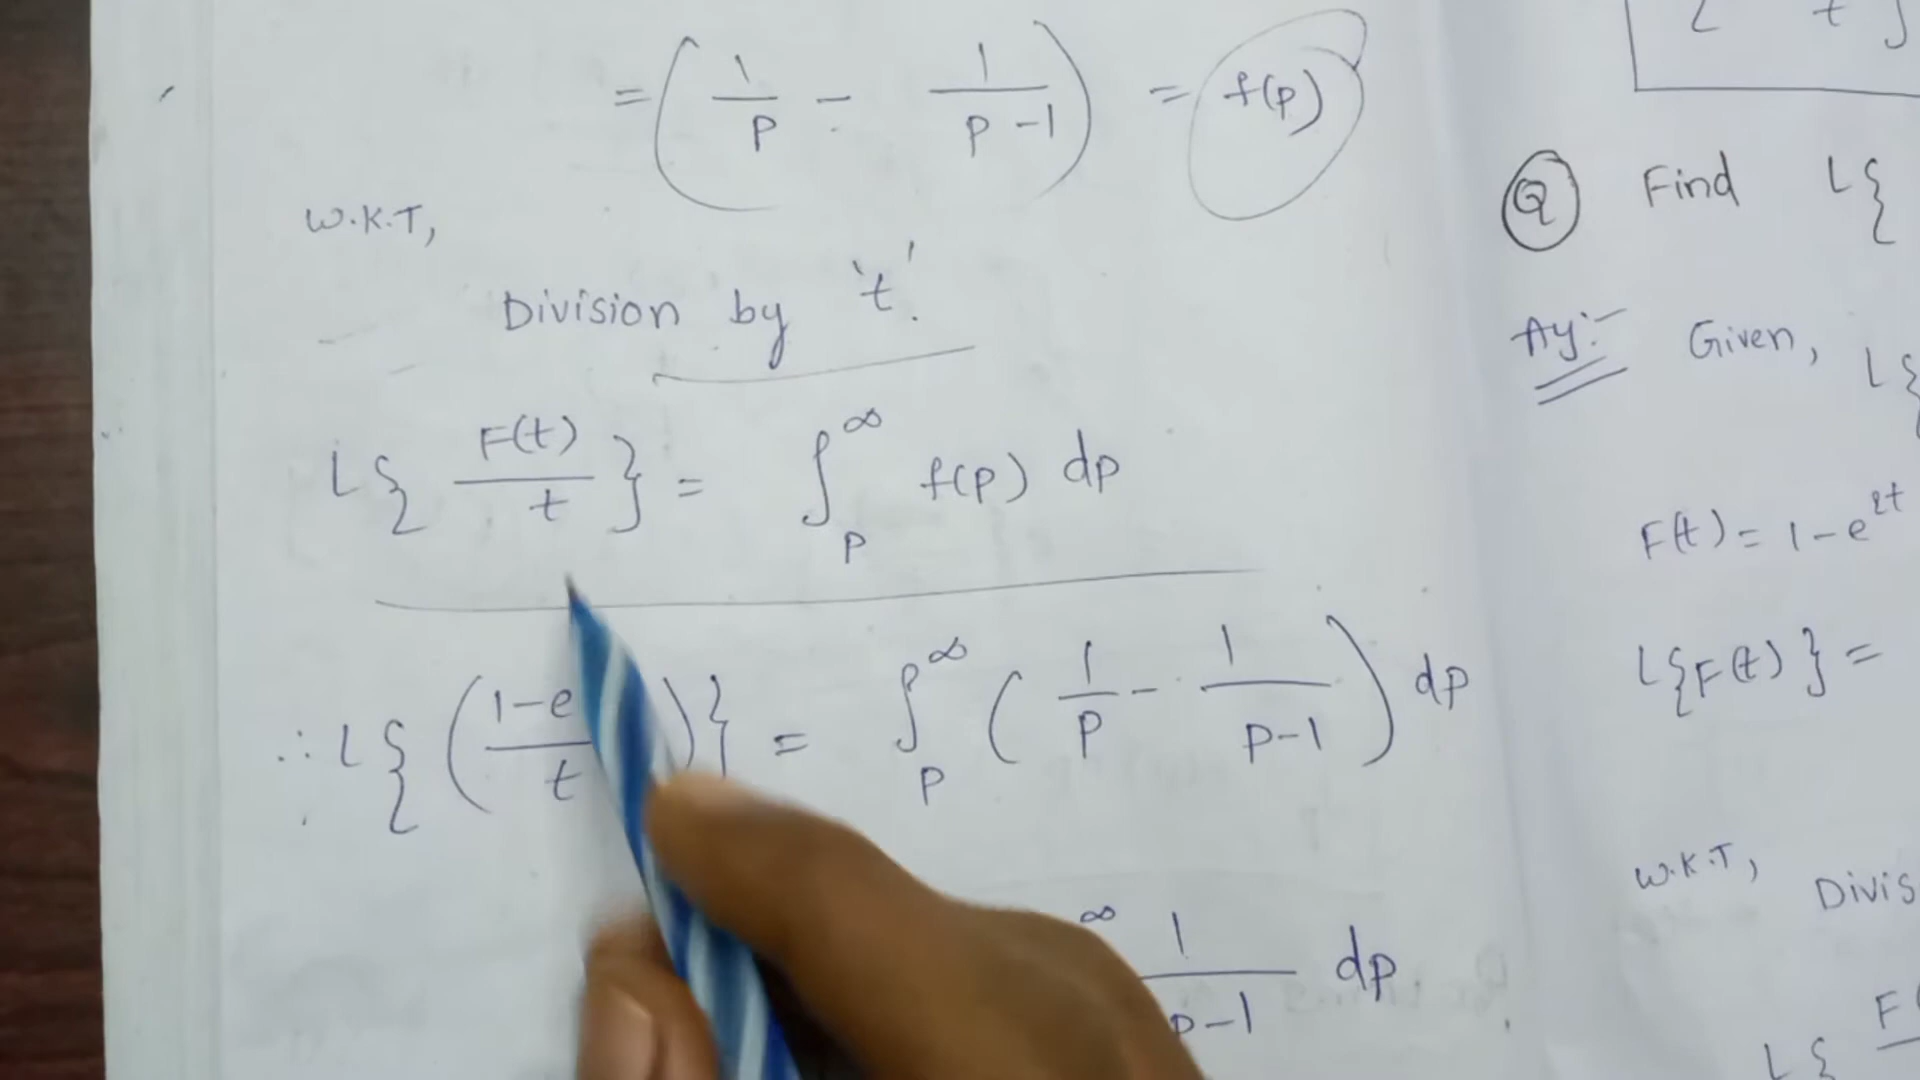 = ( 1/p - 1/(p-1) ) = f(p)
W.K.T,
Division by 't'.
L{ F(t)/t } = ∫_p^∞ f(p) dp
∴ L{ ( 1-e / t ) } = ∫_p^∞ ( 1/p - 1/(p-1) ) dp
∞ 1/(p-1) dp
t }
Q Find L{
Given, L{
F(t) = 1-e^2t
L{F(t)} =
W.K.T, Divis
L{ F